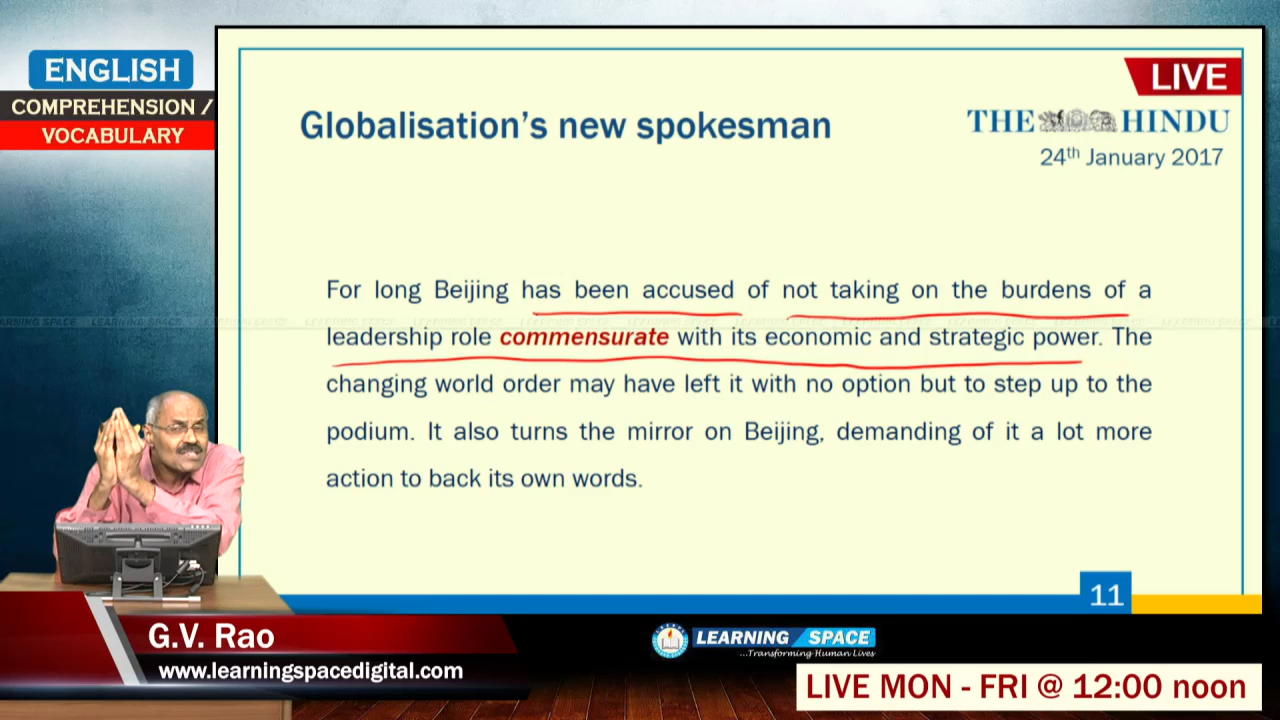 ENGLISH
COMPREHENSION /
VOCABULARY
LIVE
Globalisation's new spokesman
THE HINDU
24th January 2017
For long Beijing has been accused of not taking on the burdens of a
leadership role commensurate with its economic and strategic power. The
changing world order may have left it with no option but to step up to the
podium. It also turns the mirror on Beijing, demanding of it a lot more
action to back its own words.
11
G.V. Rao
www.learningspacedigital.com
LEARNING SPACE
...Transforming Human Lives
LIVE MON - FRI @ 12:00 noon